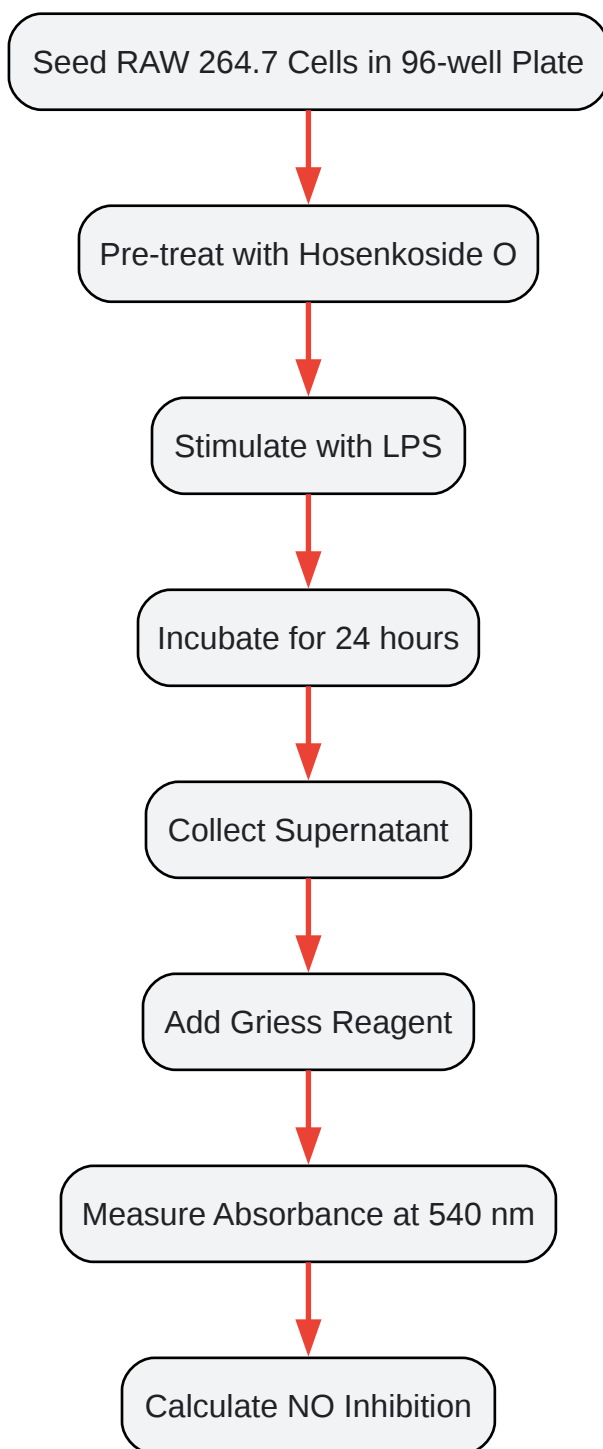 Seed RAW 264.7 Cells in 96-well Plate
Pre-treat with Hosenkoside O
Stimulate with LPS
Incubate for 24 hours
Collect Supernatant
Add Griess Reagent
Measure Absorbance at 540 nm
Calculate NO Inhibition